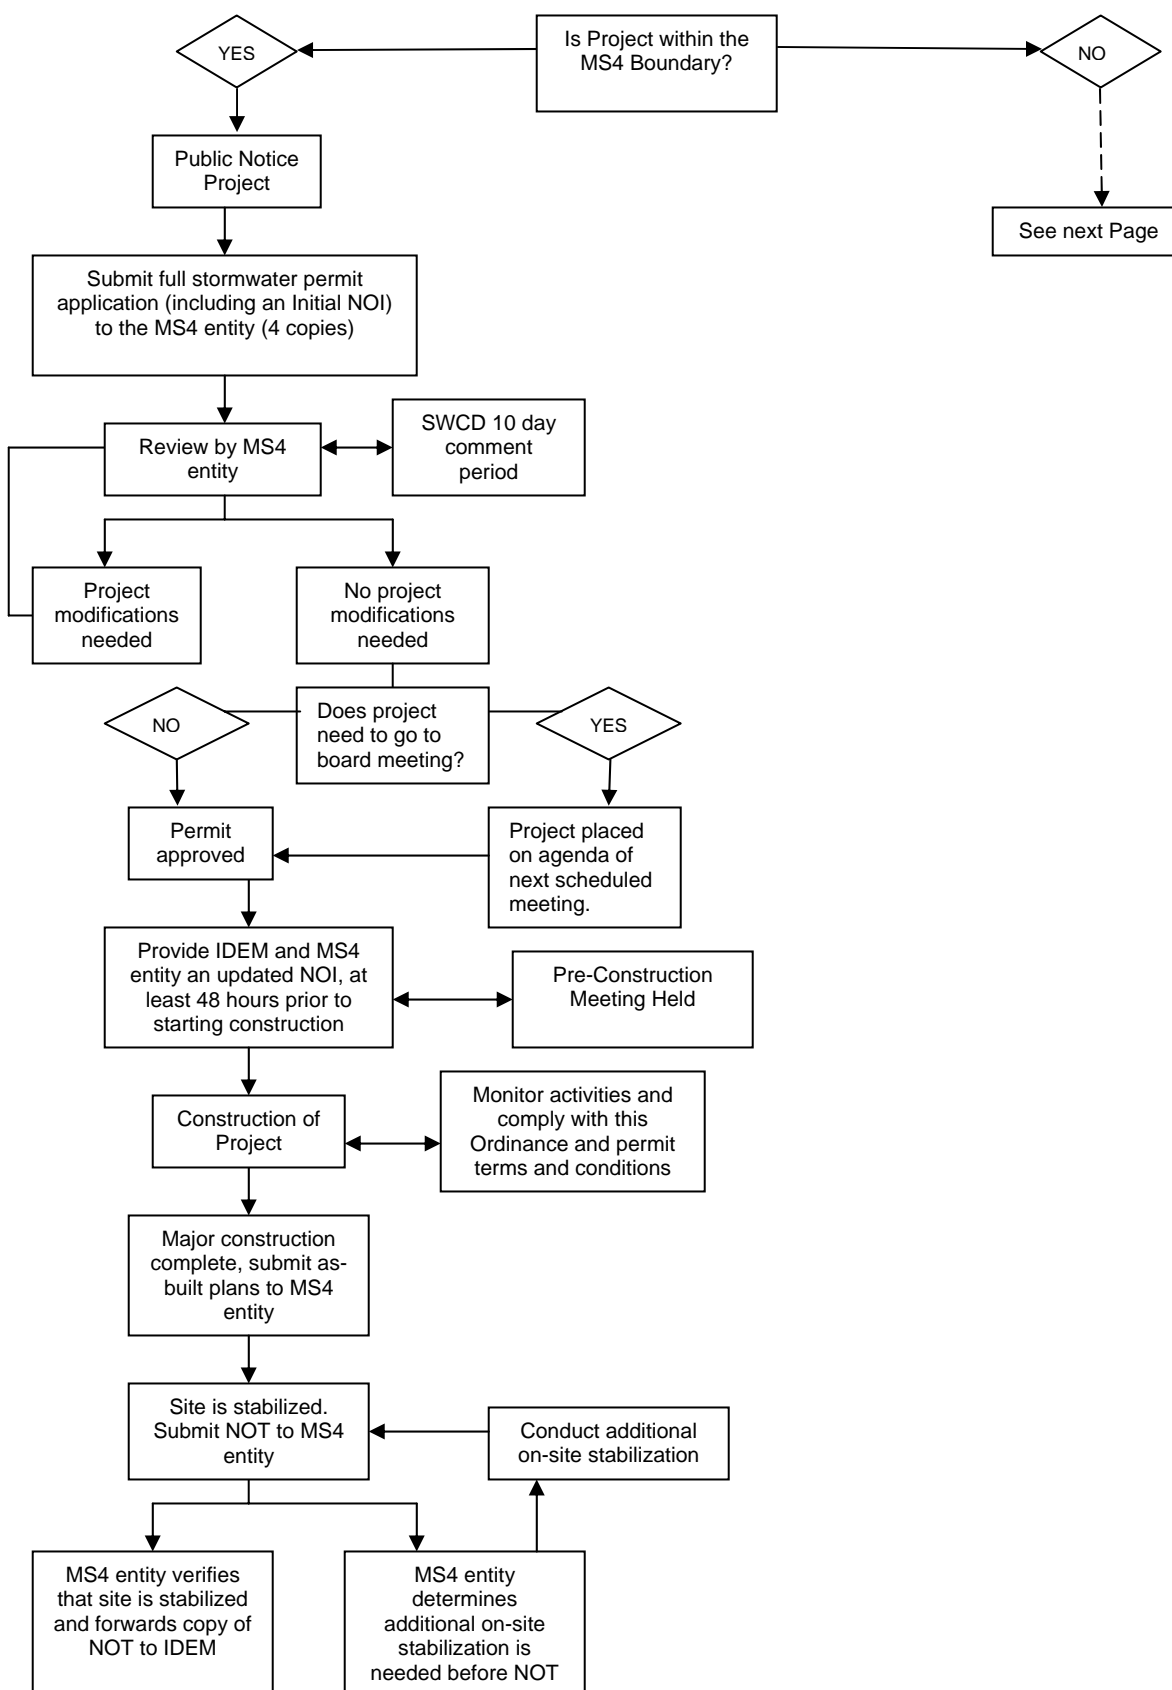 YES
Is Project within the
MS4 Boundary?
NO
Public Notice
Project
See next Page
Submit full stormwater permit
application (including an Initial NOI)
to the MS4 entity (4 copies)
Review by MS4
entity
SWCD 10 day
comment
period
Project
modifications
needed
No project
modifications
needed
NO
Does project
need to go to
board meeting?
YES
Permit
approved
Project placed
on agenda of
next scheduled
meeting.
Provide IDEM and MS4
entity an updated NOI, at
least 48 hours prior to
starting construction
Pre-Construction
Meeting Held
Construction of
Project
Monitor activities and
comply with this
Ordinance and permit
terms and conditions
Major construction
complete, submit as-
built plans to MS4
entity
Site is stabilized.
Submit NOT to MS4
entity
Conduct additional
on-site stabilization
MS4 entity verifies
that site is stabilized
and forwards copy of
NOT to IDEM
MS4 entity
determines
additional on-site
stabilization is
needed before NOT